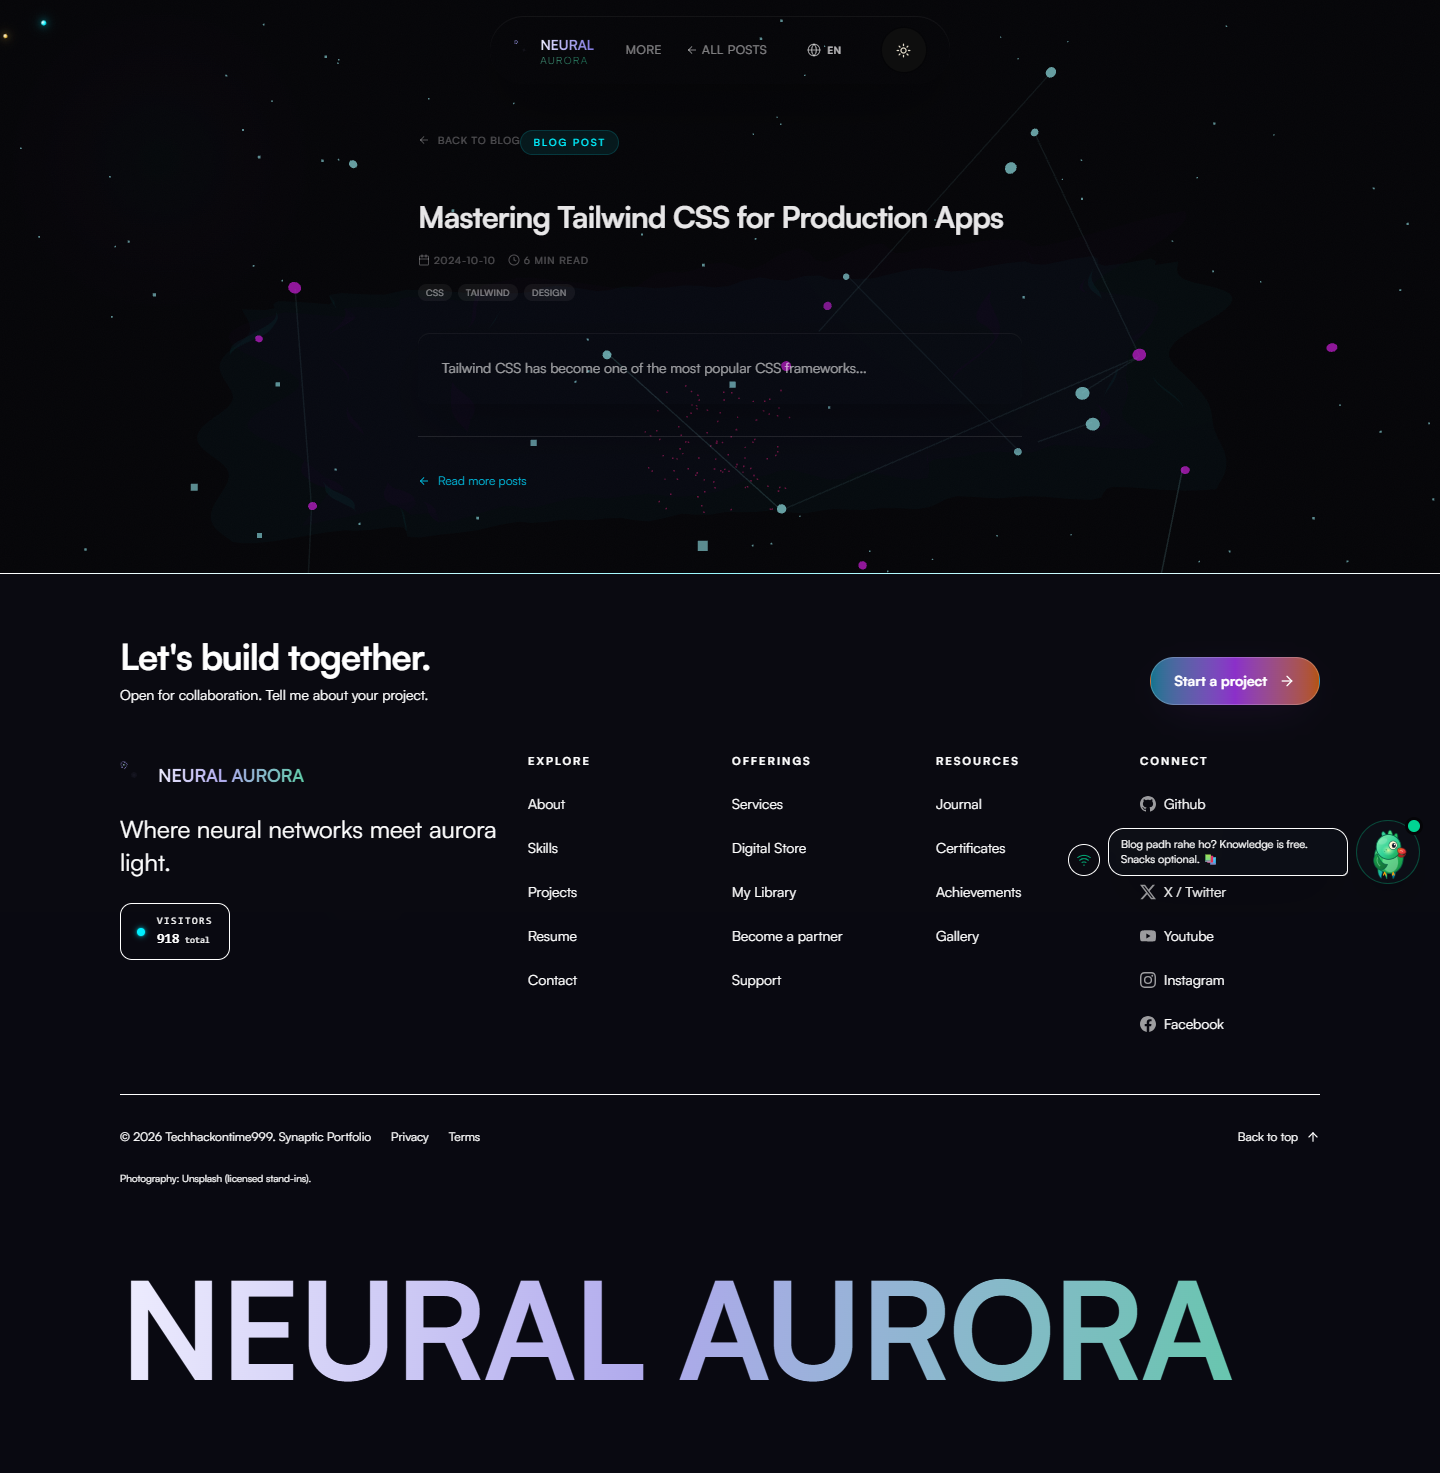 NEURAL
AURORA
MORE
ALL POSTS
EN
BACK TO BLOG
BLOG POST
Mastering Tailwind CSS for Production Apps
2024-10-10
6 MIN READ
CSS
TAILWIND
DESIGN
Tailwind CSS has become one of the most popular CSS frameworks...
Read more posts
Let's build together.
Open for collaboration. Tell me about your project.
Start a project
NEURAL AURORA
Where neural networks meet aurora
light.
VISITORS
918 total
EXPLORE
About
Skills
Projects
Resume
Contact
OFFERINGS
Services
Digital Store
My Library
Become a partner
Support
RESOURCES
Journal
Certificates
Achievements
Gallery
CONNECT
Github
Blog padh rahe ho? Knowledge is free.
Snacks optional.
X / Twitter
Youtube
Instagram
Facebook
© 2026 Techhackontime999. Synaptic Portfolio
Privacy
Terms
Back to top
Photography: Unsplash (licensed stand-ins).
NEURAL AURORA